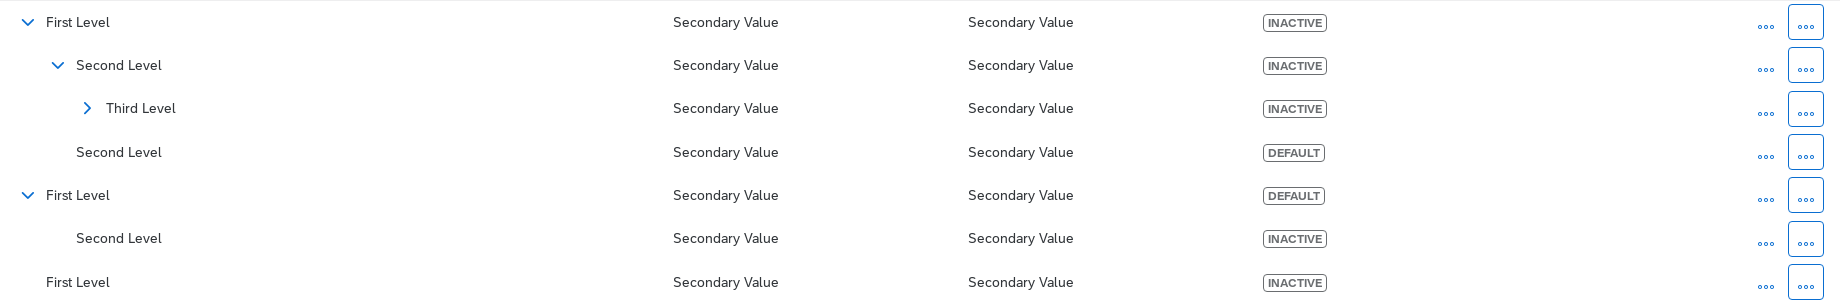 First Level Secondary Value Secondary Value INACTIVE
Second Level Secondary Value Secondary Value INACTIVE
Third Level Secondary Value Secondary Value INACTIVE
Second Level Secondary Value Secondary Value DEFAULT
First Level Secondary Value Secondary Value DEFAULT
Second Level Secondary Value Secondary Value INACTIVE
First Level Secondary Value Secondary Value INACTIVE